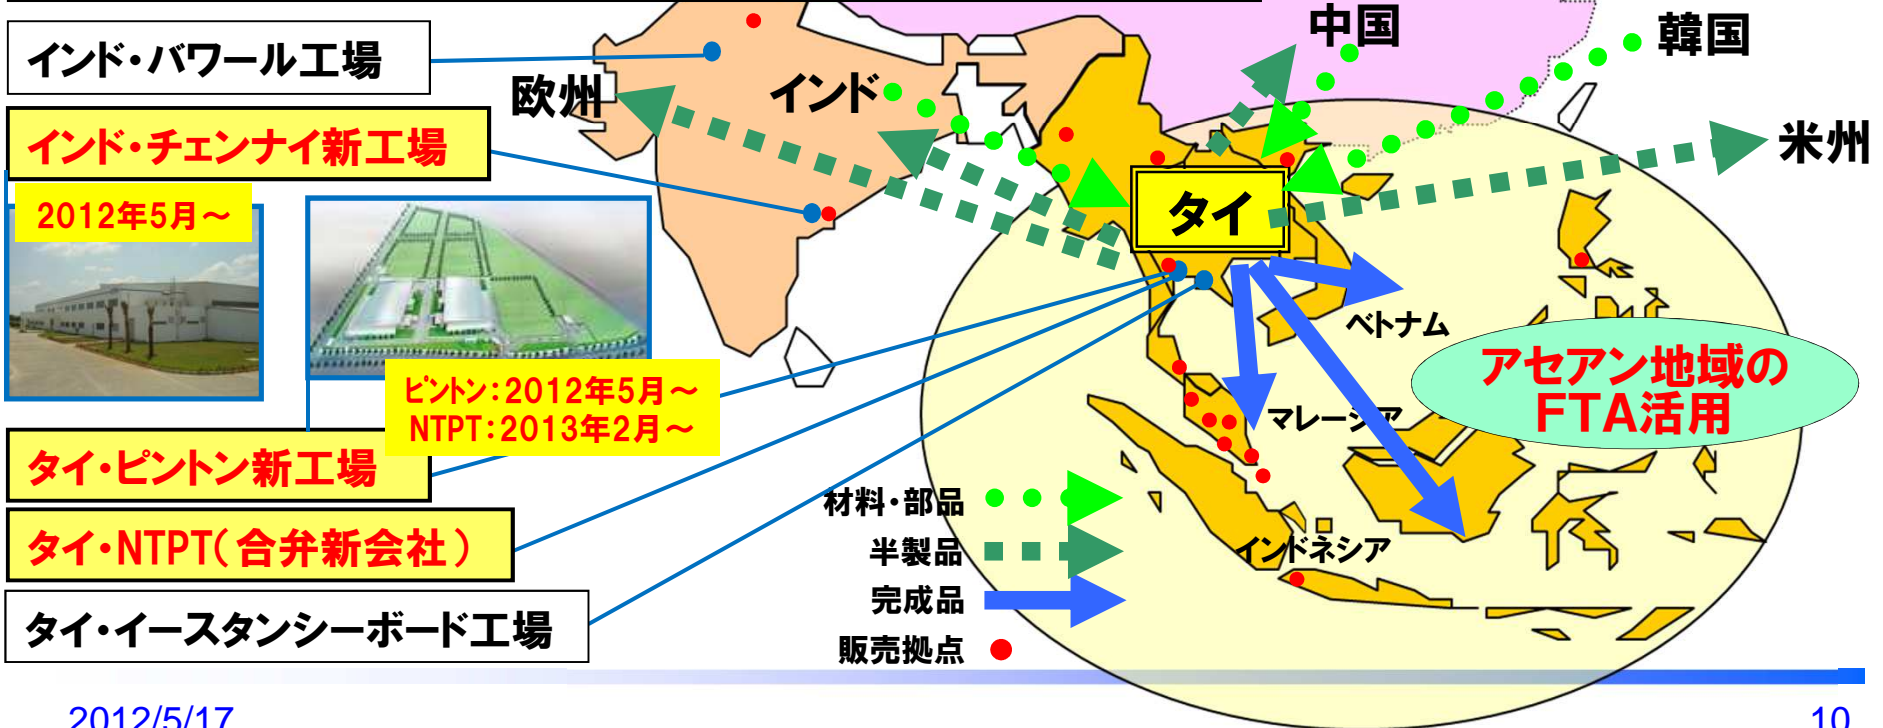 インド・バワール工場
インド・チェンナイ新工場
2012年5月～
ピントン：2012年5月～
NTPT：2013年2月～
タイ・ピントン新工場
タイ・NTPT（合弁新会社）
タイ・イースタンシーボード工場
欧州
インド
中国
韓国
米州
タイ
ベトナム
アセアン地域の
FTA活用
マレーシア
インドネシア
材料・部品
半製品
完成品
販売拠点
2012/5/17
10